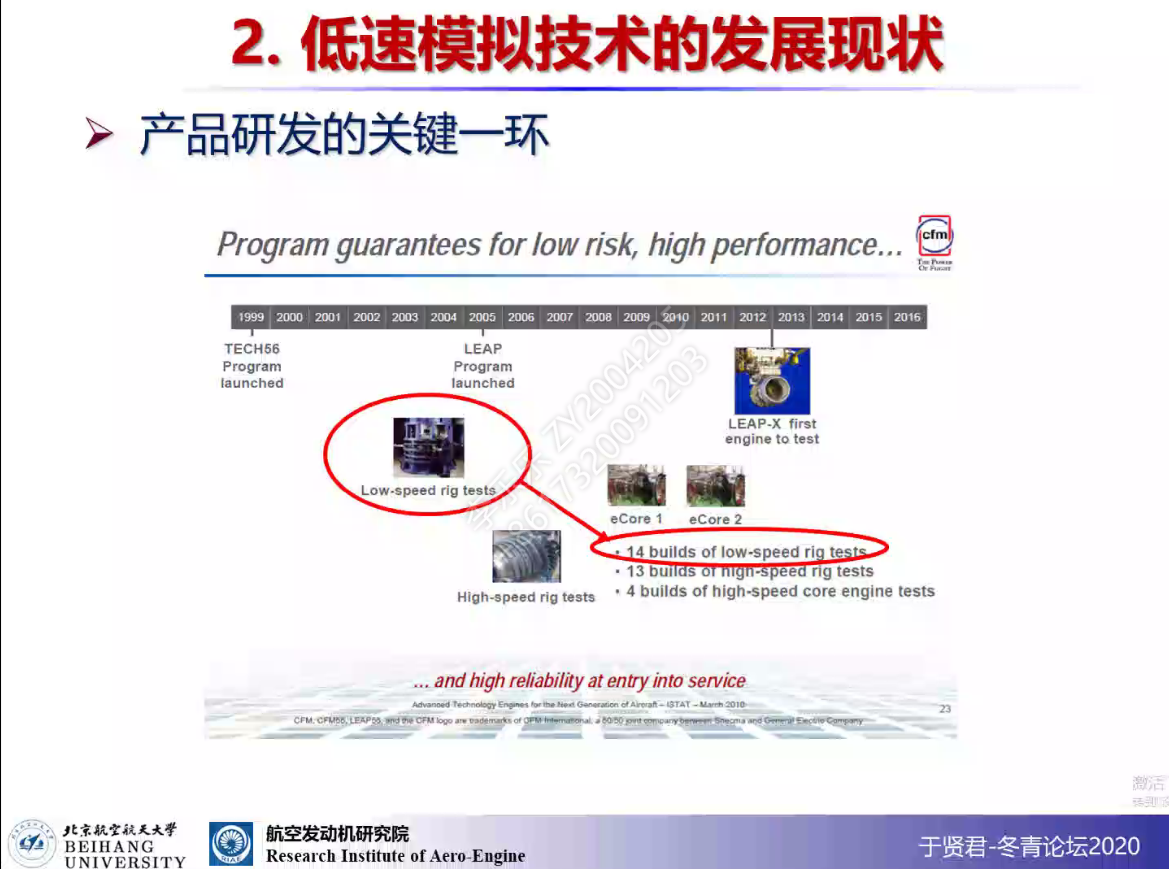 2. 低速模拟技术的发展现状
产品研发的关键一环
Program guarantees for low risk, high performance...
cfm
THE POWER
OF FLIGHT
1999 2000 2001 2002 2003 2004 2005 2006 2007 2008 2009 2010 2011 2012 2013 2014 2015 2016
TECH56
Program
launched
LEAP
Program
launched
LEAP-X first
engine to test
Low-speed rig tests
eCore 1 eCore 2
• 14 builds of low-speed rig tests
• 13 builds of high-speed rig tests
• 4 builds of high-speed core engine tests
High-speed rig tests
ZY2004205
73200091203
... and high reliability at entry into service
Advanced Technology Engines for the Next Generation of Aircraft – ISTAT – March 2010
CFM, CFM56, LEAP56, and the CFM logo are trademarks of CFM International, a 50/50 joint company between Snecma and General Electric Company
23
激活
北京航空航天大学
BEIHANG
UNIVERSITY
航空发动机研究院
Research Institute of Aero-Engine
于贤君-冬青论坛2020